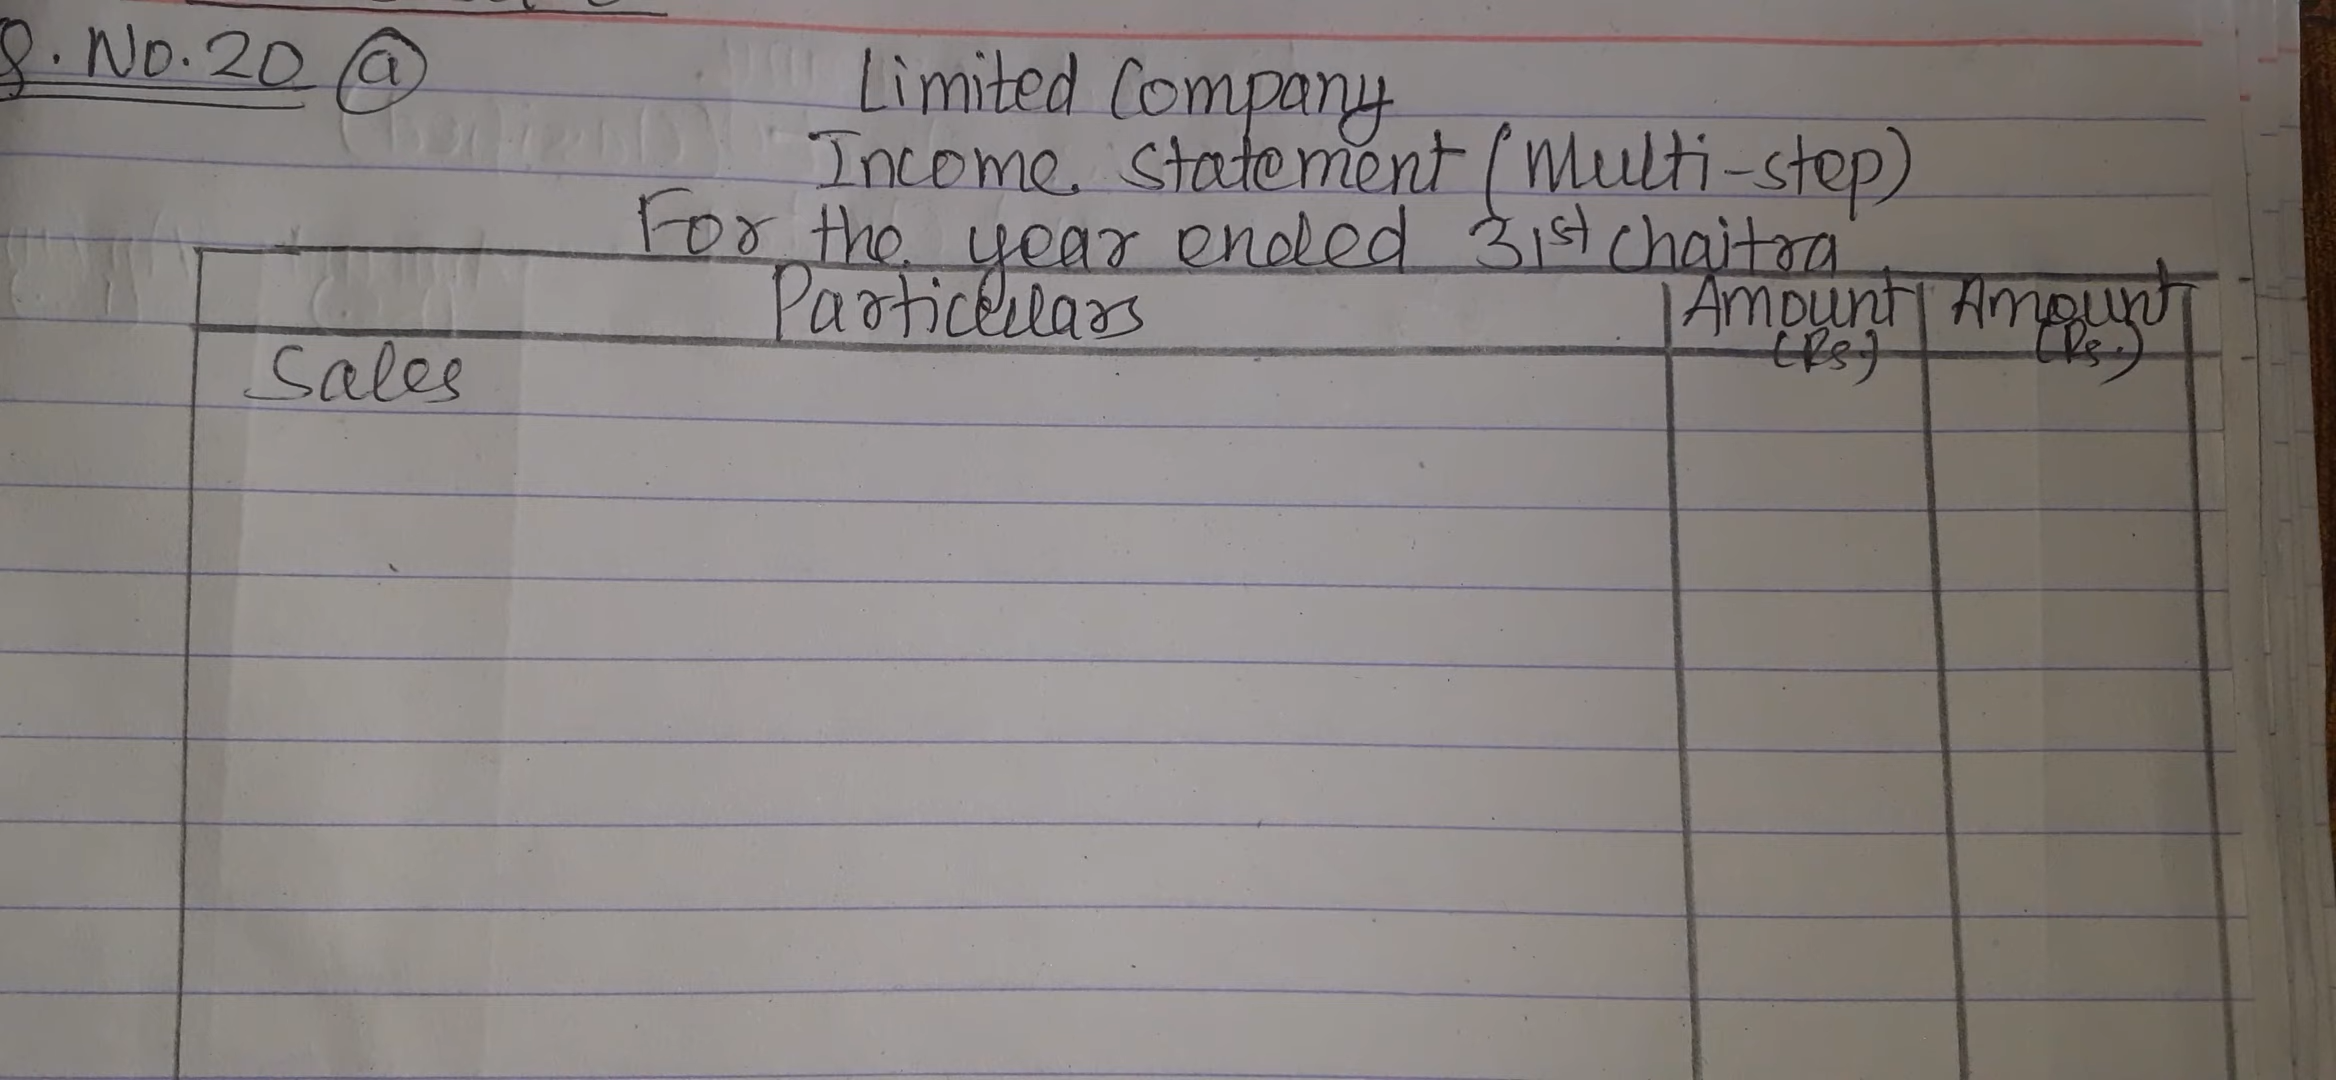 Q. No. 20 (a)
Limited Company
Income Statement (Multi-step)
For the year ended 31st chaitra
Particulars Amount (Rs.) Amount (Rs.)
Sales